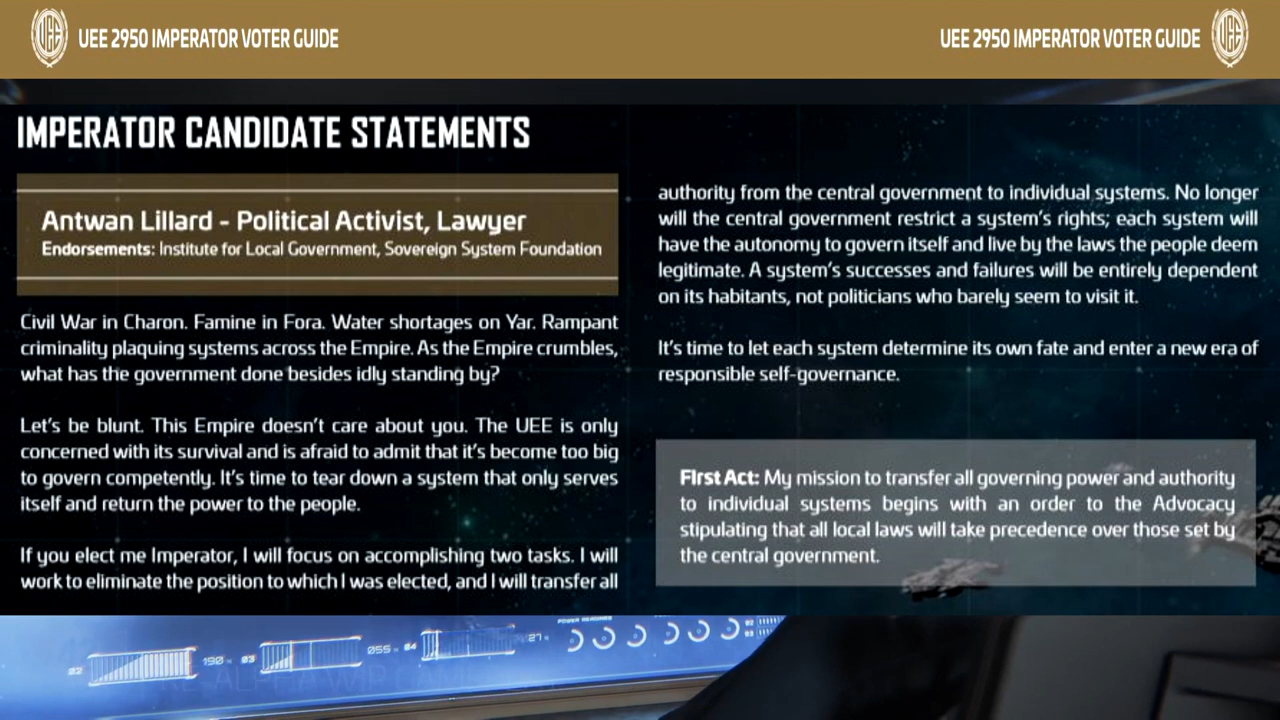 UEE 2950 IMPERATOR VOTER GUIDE
UEE 2950 IMPERATOR VOTER GUIDE
IMPERATOR CANDIDATE STATEMENTS
Antwan Lillard - Political Activist, Lawyer
Endorsements: Institute for Local Government, Sovereign System Foundation
Civil War in Charon. Famine in Fora. Water shortages on Yar. Rampant
criminality plaquing systems across the Empire. As the Empire crumbles,
what has the government done besides idly standing by?
Let's be blunt. This Empire doesn't care about you. The UEE is only
concerned with its survival and is afraid to admit that it's become too big
to govern competently. It's time to tear down a system that only serves
itself and return the power to the people.
If you elect me Imperator, I will focus on accomplishing two tasks. I will
work to eliminate the position to which I was elected, and I will transfer all
authority from the central government to individual systems. No longer
will the central government restrict a system's rights; each system will
have the autonomy to govern itself and live by the laws the people deem
legitimate. A system's successes and failures will be entirely dependent
on its habitants, not politicians who barely seem to visit it.
It's time to let each system determine its own fate and enter a new era of
responsible self-governance.
First Act: My mission to transfer all governing power and authority
to individual systems begins with an order to the Advocacy
stipulating that all local laws will take precedence over those set by
the central government.
POWER READINGS
02 190 03 055 04 27
02
03